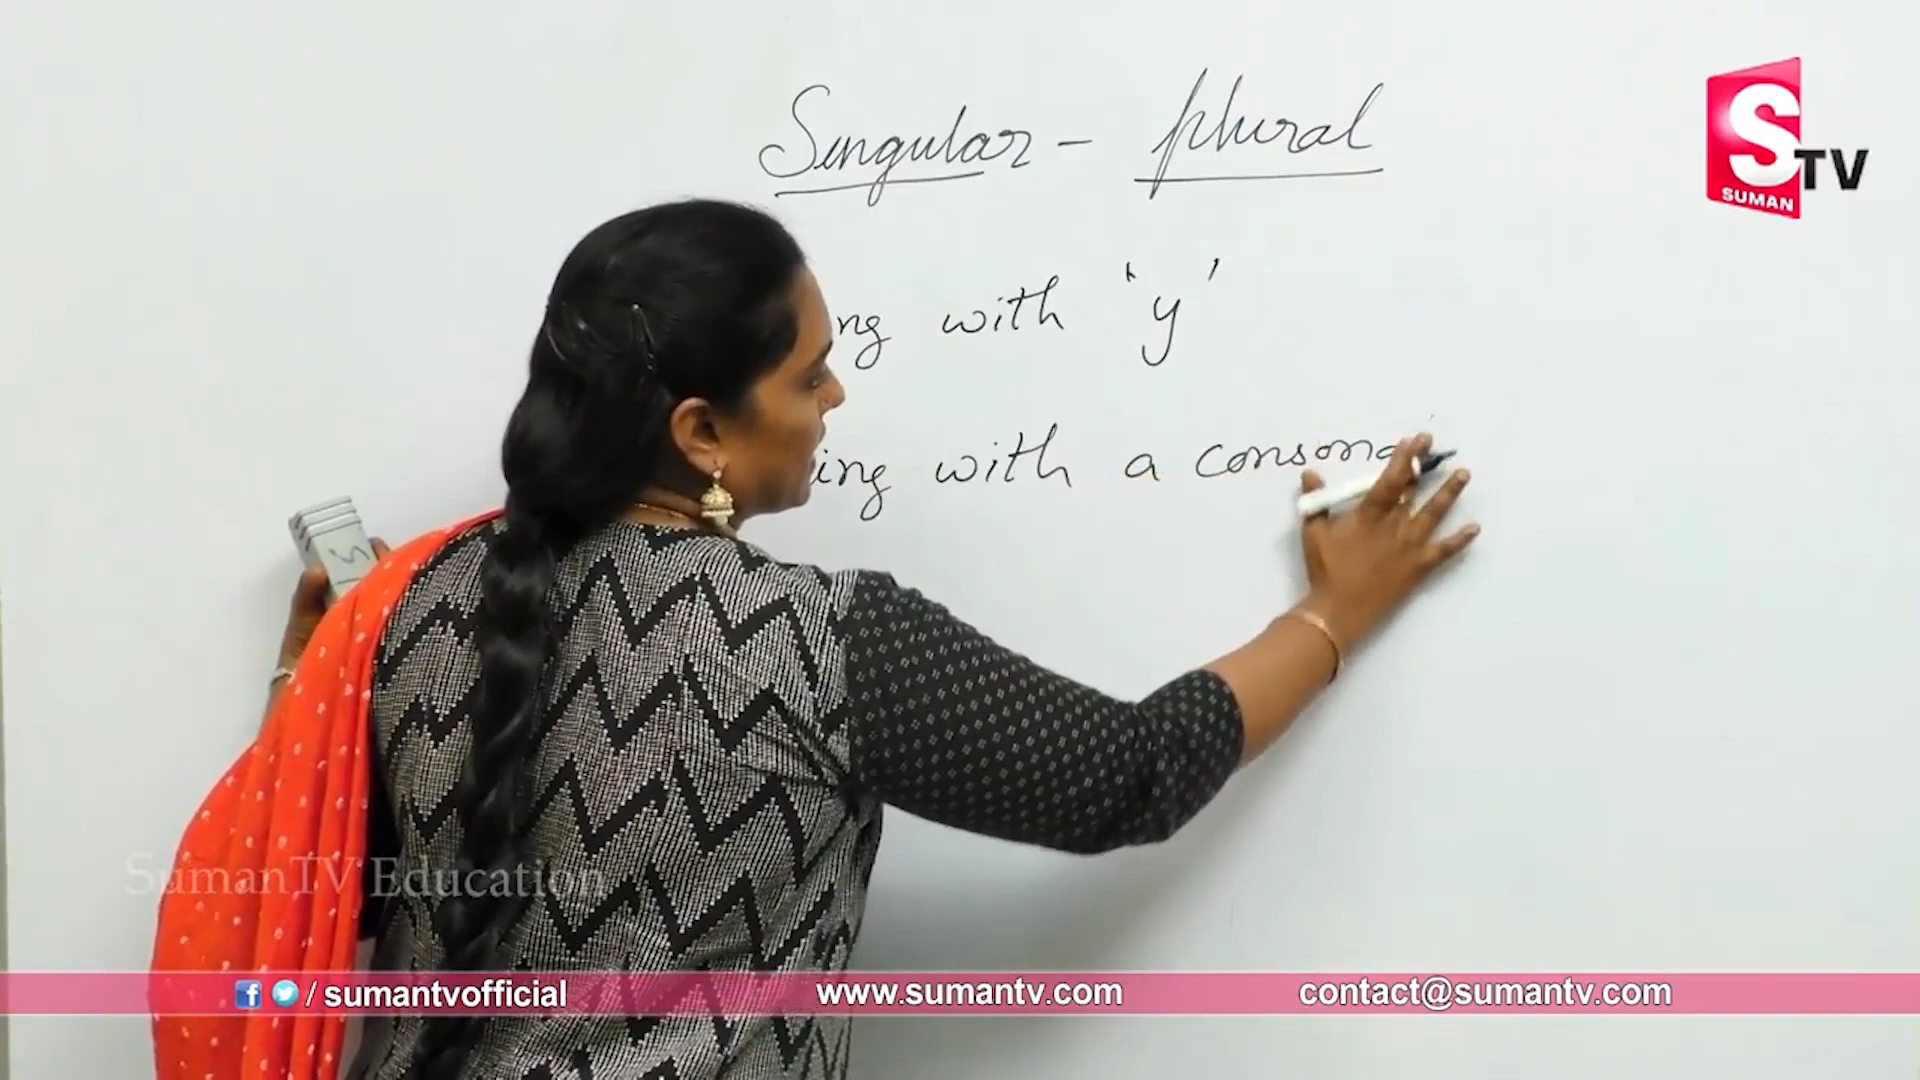 Singular - plural
ng with 'y'
ing with a consona
S TV
SUMAN
SumanTV Education
/ sumantvofficial
www.sumantv.com
contact@sumantv.com